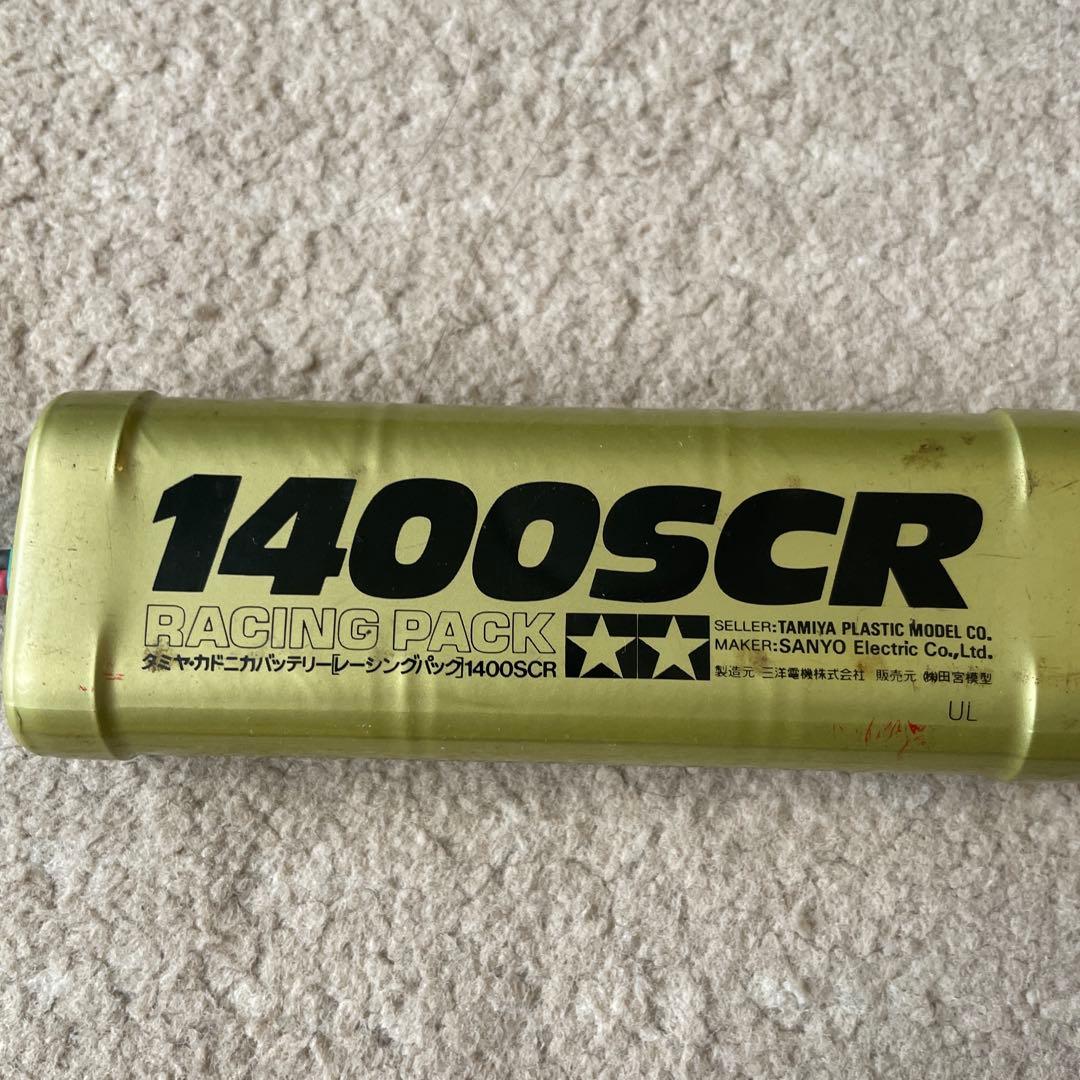 1400SCR
RACING PACK
タミヤ・カドニカバッテリー[レーシングパック]1400SCR
SELLER:TAMIYA PLASTIC MODEL CO.
MAKER:SANYO Electric Co.,Ltd.
製造元 三洋電機株式会社 販売元 ㈱田宮模型
UL